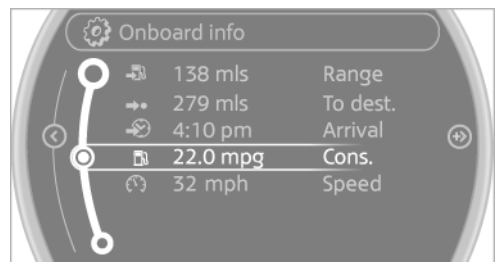 Onboard info
138 mls Range
279 mls To dest.
4:10 pm Arrival
22.0 mpg Cons.
32 mph Speed